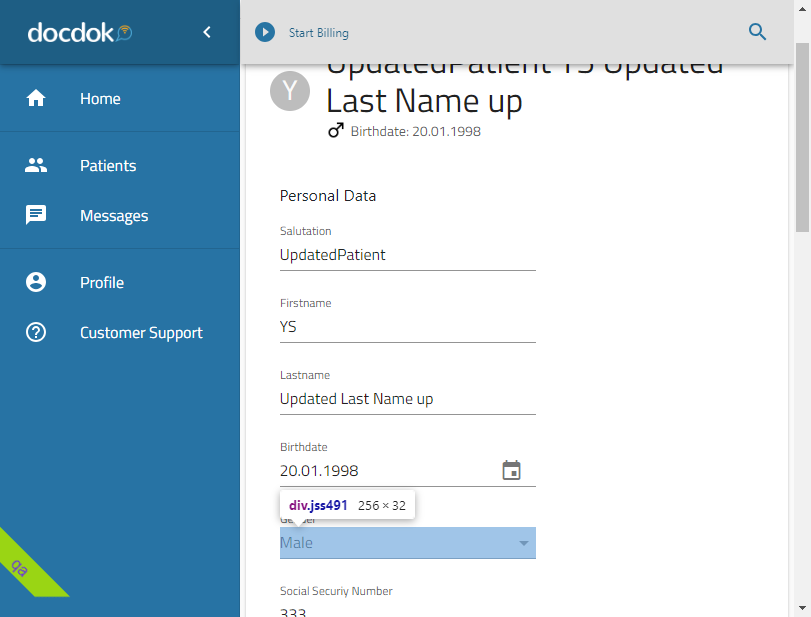 docdok
Start Billing
Home
Patients
Messages
Profile
Customer Support
qa
UpdatedPatient YS Updated
Last Name up
Y
Birthdate: 20.01.1998
Personal Data
Salutation
UpdatedPatient
Firstname
YS
Lastname
Updated Last Name up
Birthdate
20.01.1998
div.jss491 256 × 32
Gender
Male
Social Securiy Number
333